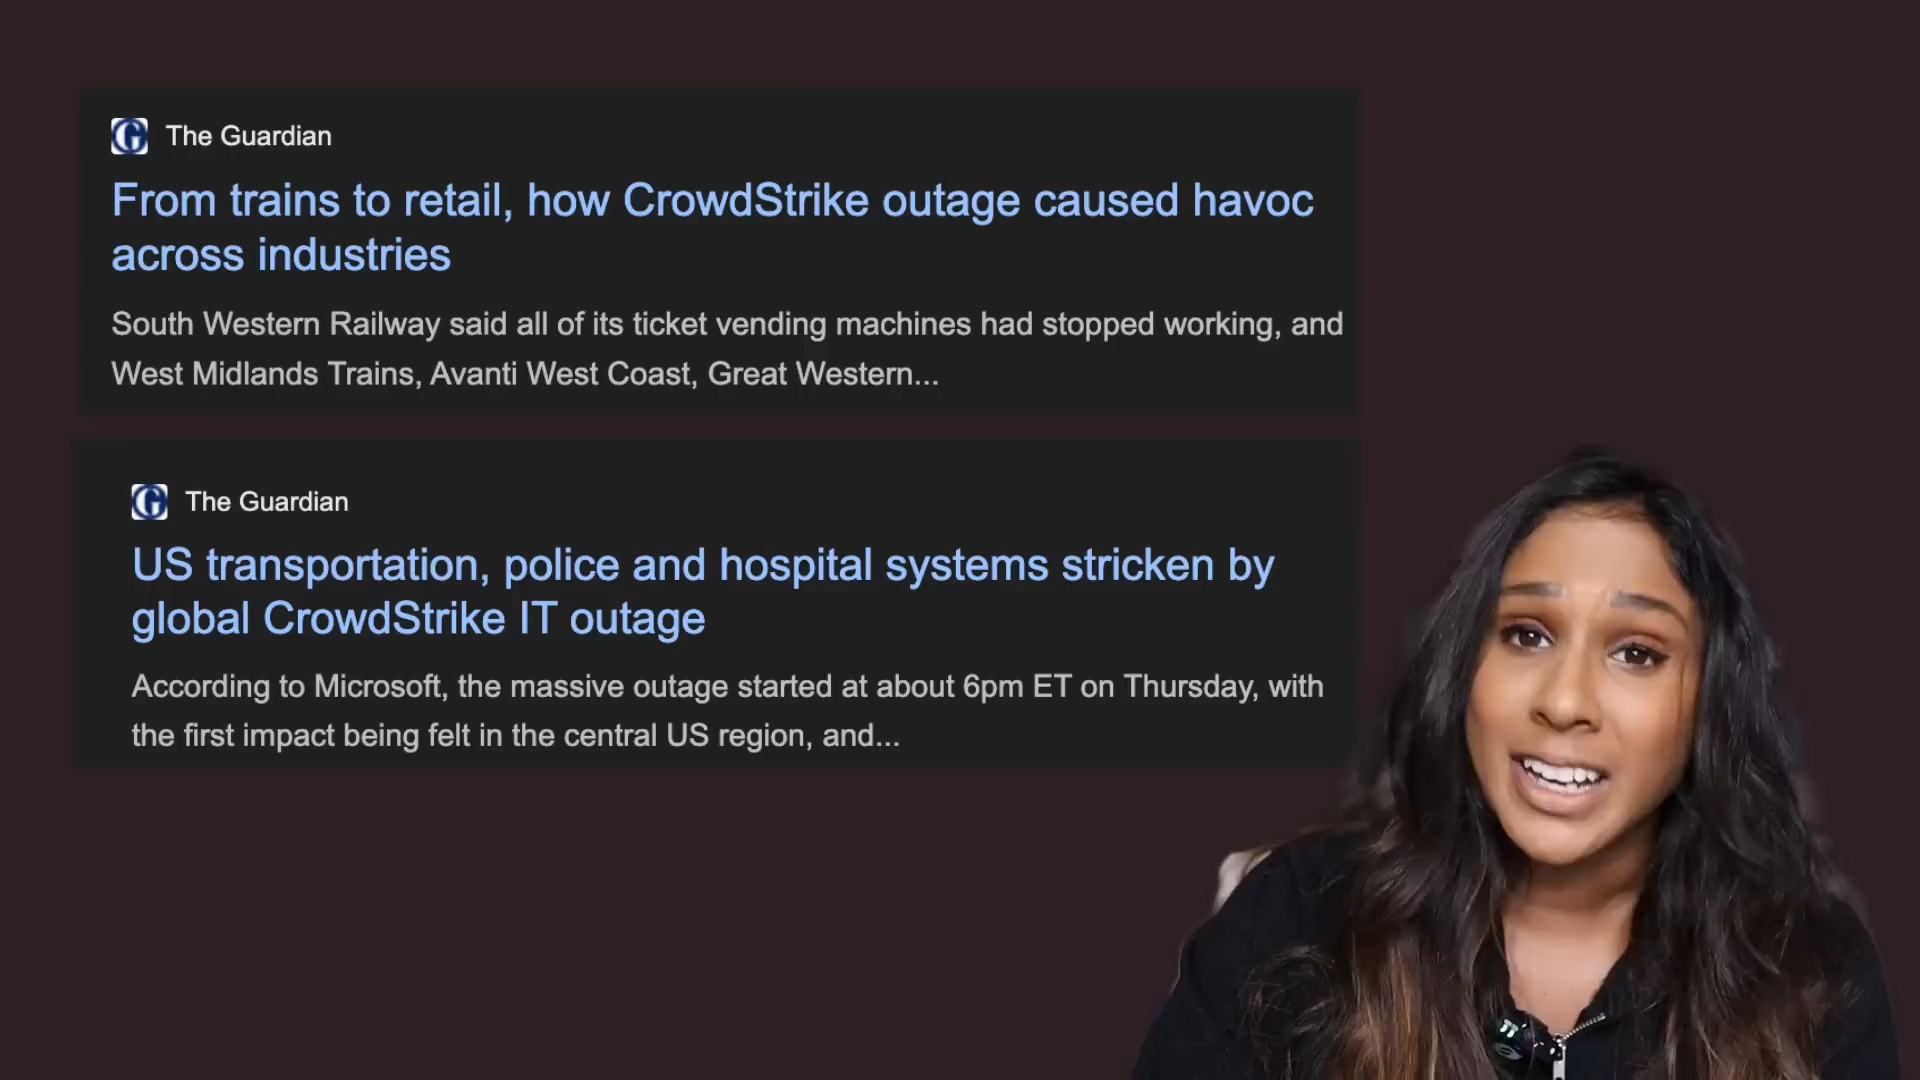 The Guardian
From trains to retail, how CrowdStrike outage caused havoc
across industries
South Western Railway said all of its ticket vending machines had stopped working, and
West Midlands Trains, Avanti West Coast, Great Western...
The Guardian
US transportation, police and hospital systems stricken by
global CrowdStrike IT outage
According to Microsoft, the massive outage started at about 6pm ET on Thursday, with
the first impact being felt in the central US region, and...